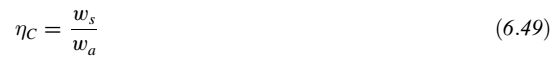 η_C = w_s / w_a (6.49)